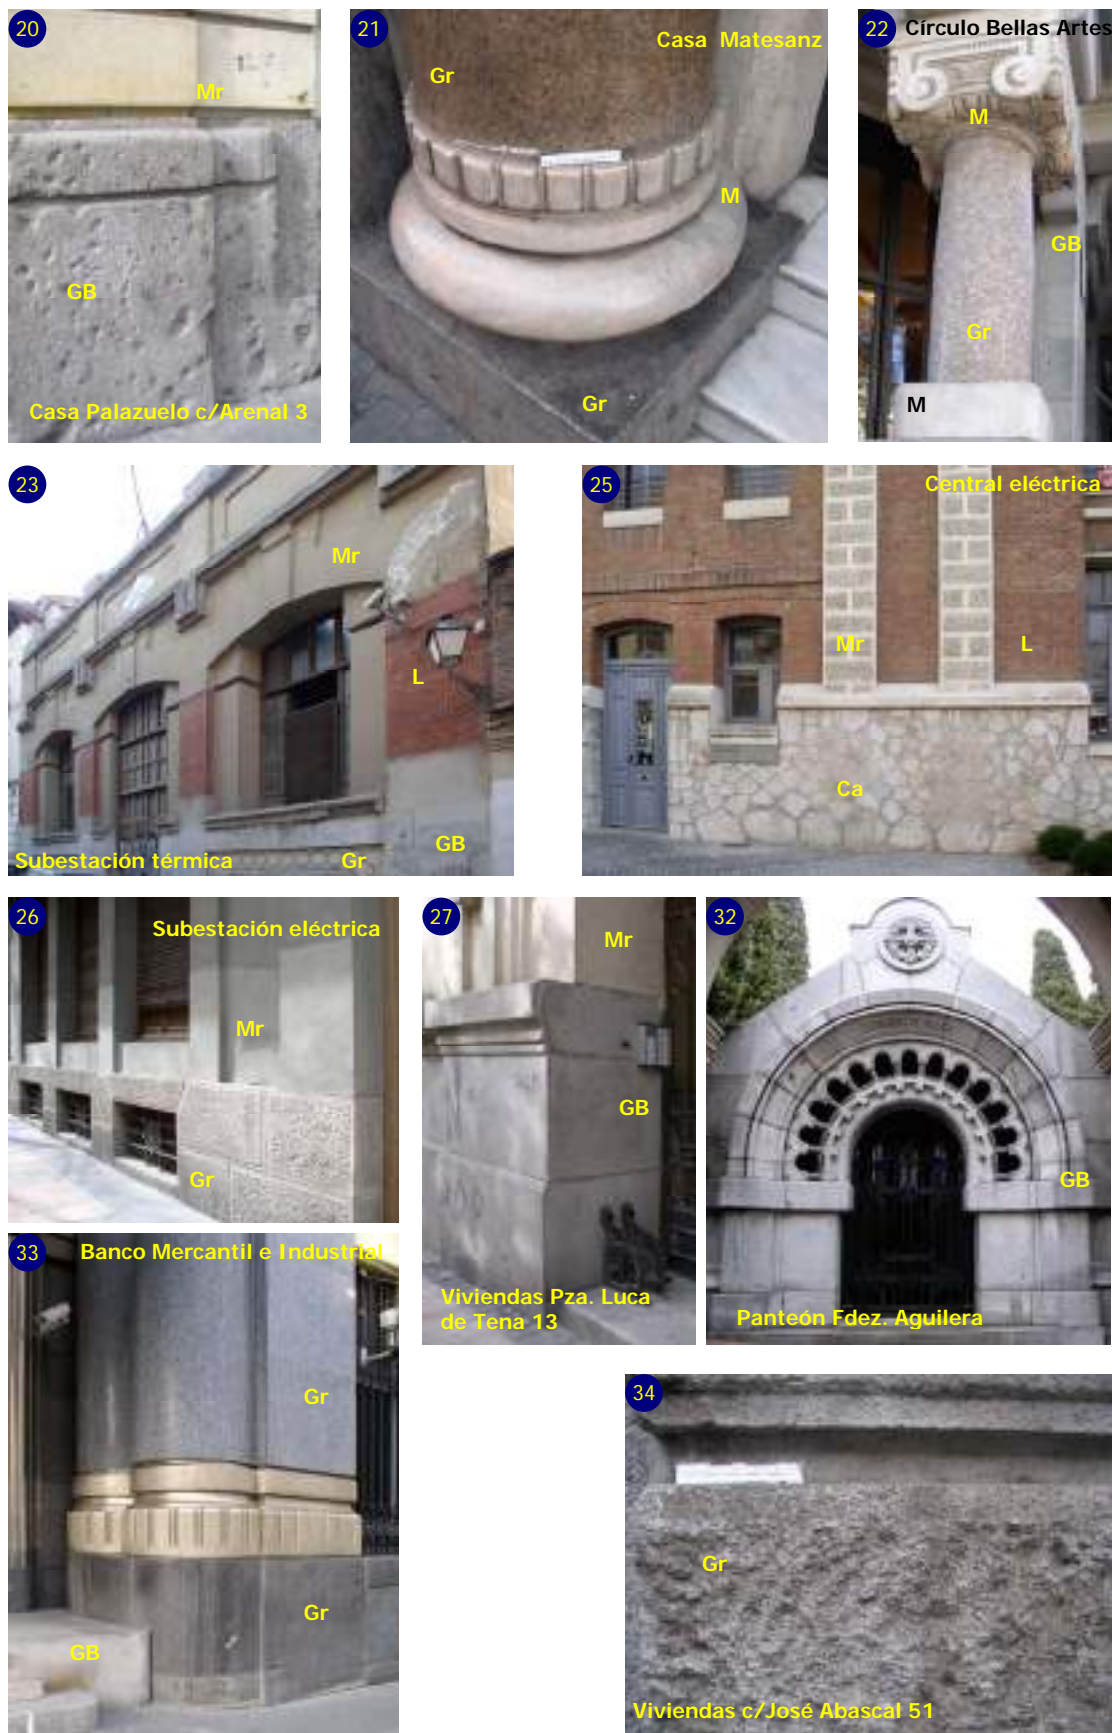 20
Mr
GB
Casa Palazuelo c/Arenal 3
21
Casa Matesanz
Gr
M
Gr
22
Círculo Bellas Artes
M
GB
Gr
M
23
Mr
L
GB
Subestación térmica
Gr
25
Central eléctrica
Mr
L
Ca
26
Subestación eléctrica
Mr
Gr
27
Mr
GB
Viviendas Pza. Luca
de Tena 13
32
GB
Panteón Fdez. Aguilera
33
Banco Mercantil e Industrial
Gr
Gr
GB
34
Gr
Viviendas c/José Abascal 51